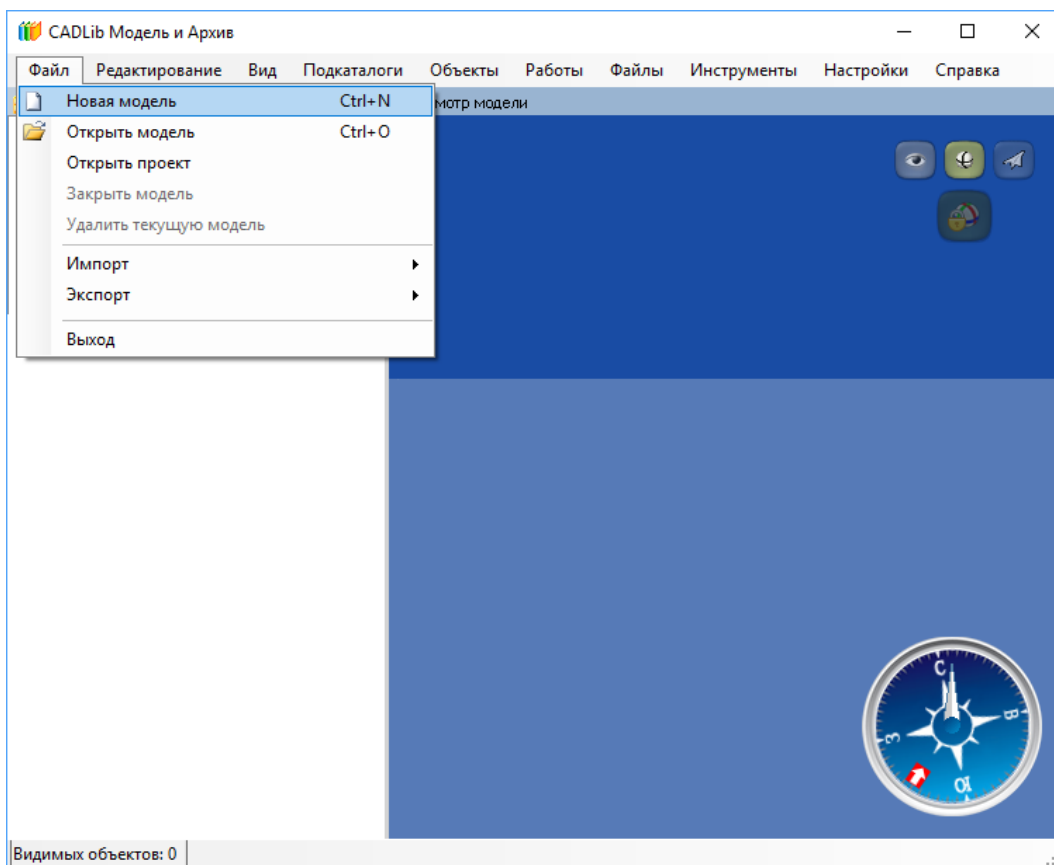 CADLib Модель и Архив
Файл Редактирование Вид Подкаталоги Объекты Работы Файлы Инструменты Настройки Справка
Новая модель Ctrl+N
мотр модели
Открыть модель Ctrl+O
Открыть проект
Закрыть модель
Удалить текущую модель
Импорт
Экспорт
Выход
С
В
З
Ю
Видимых объектов: 0